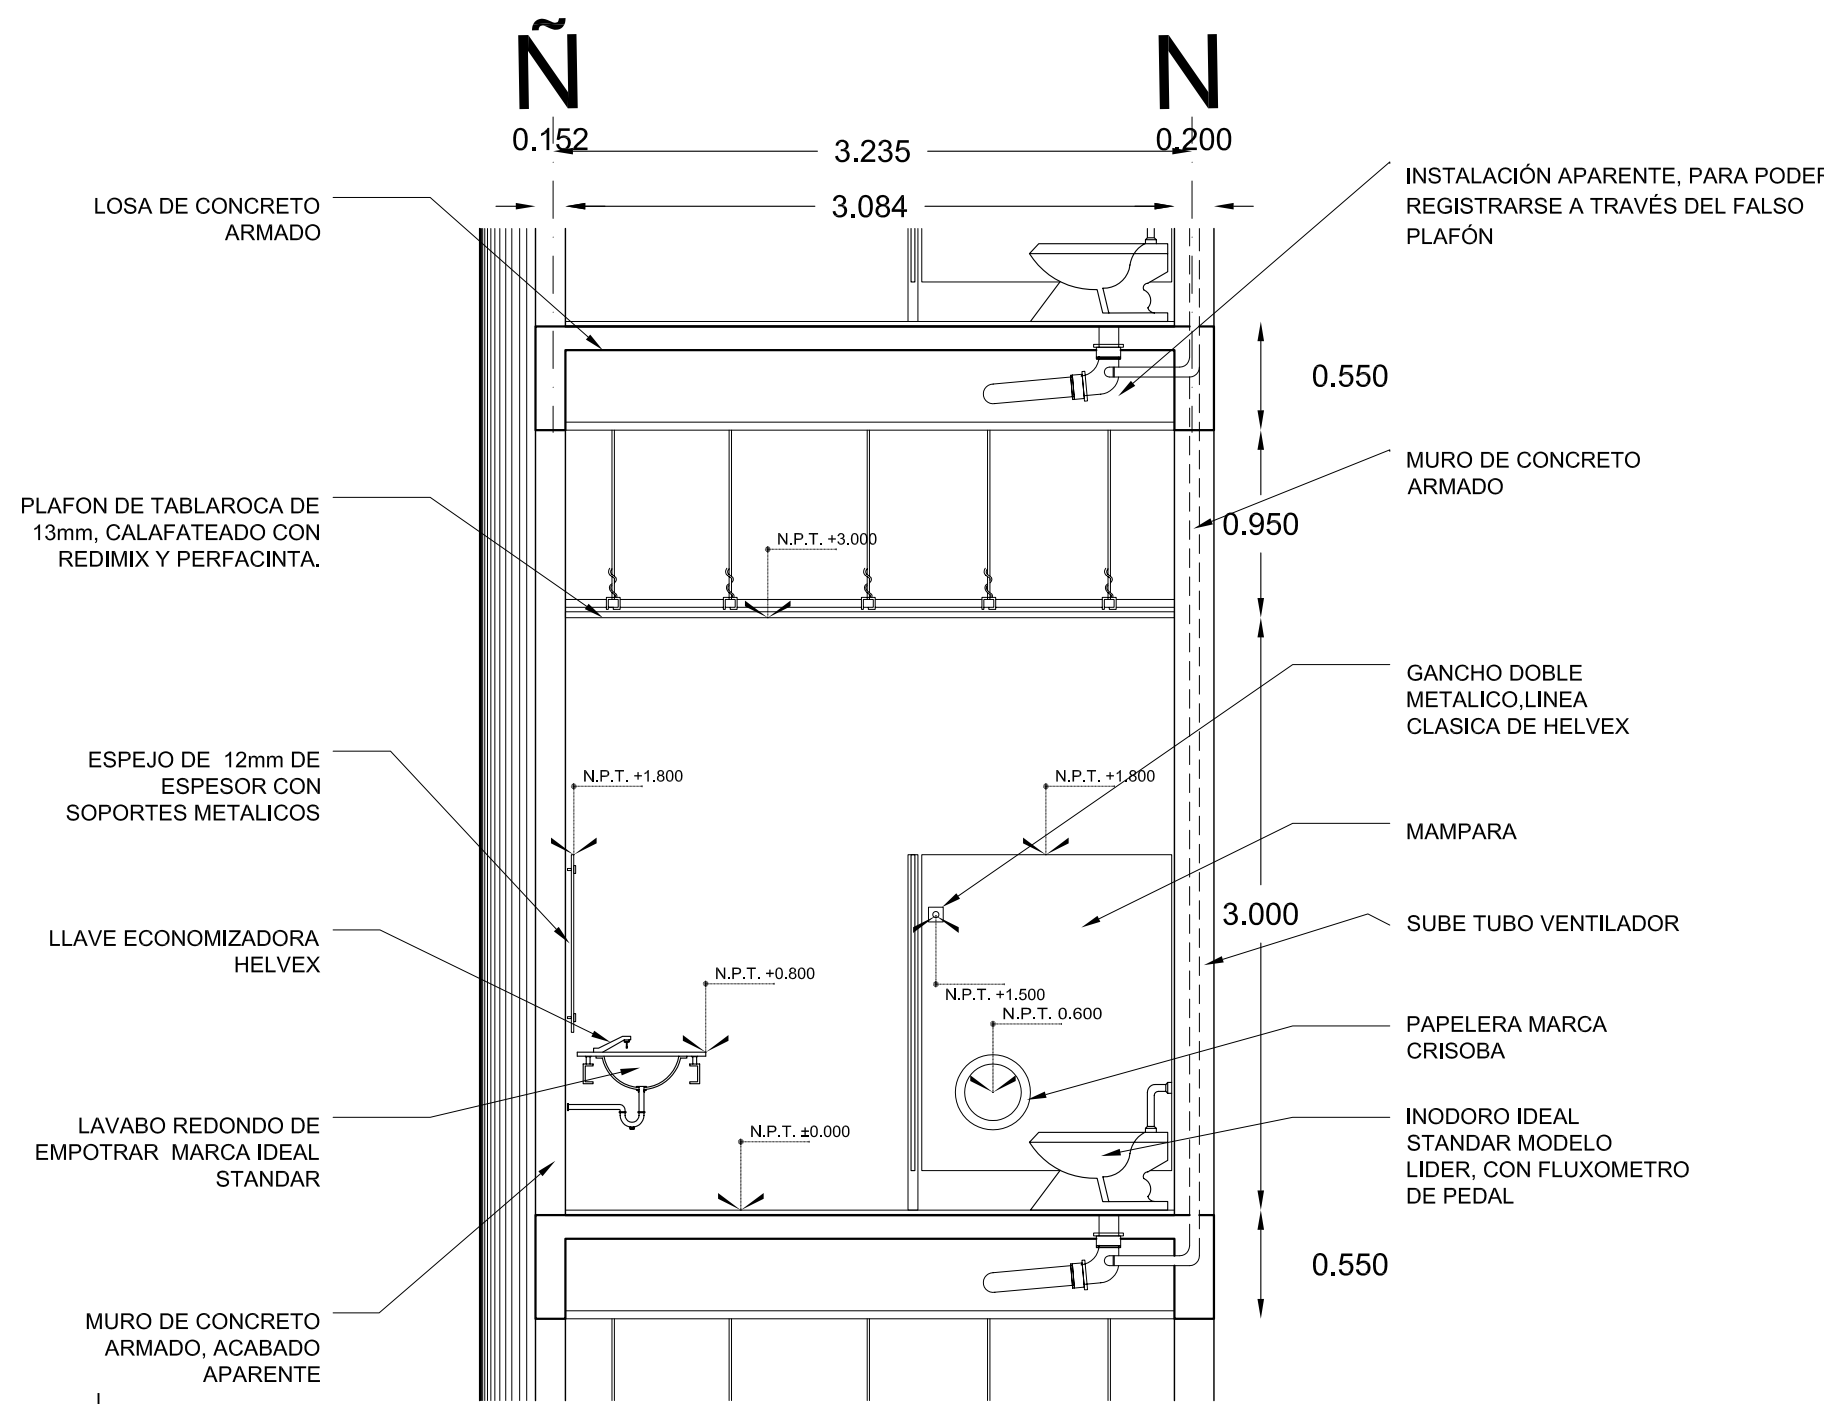 Ñ
N
0.152
3.235
0.200
3.084
LOSA DE CONCRETO
ARMADO
INSTALACIÓN APARENTE, PARA PODER
REGISTRARSE A TRAVÉS DEL FALSO
PLAFÓN
0.550
MURO DE CONCRETO
ARMADO
PLAFON DE TABLAROCA DE
13mm, CALAFATEADO CON
REDIMIX Y PERFACINTA.
0.950
N.P.T. +3.000
GANCHO DOBLE
METALICO,LINEA
CLASICA DE HELVEX
ESPEJO DE 12mm DE
ESPESOR CON
SOPORTES METALICOS
N.P.T. +1.800
N.P.T. +1.800
MAMPARA
3.000
SUBE TUBO VENTILADOR
LLAVE ECONOMIZADORA
HELVEX
N.P.T. +0.800
N.P.T. +1.500
N.P.T. 0.600
PAPELERA MARCA
CRISOBA
LAVABO REDONDO DE
EMPOTRAR MARCA IDEAL
STANDAR
N.P.T. ±0.000
INODORO IDEAL
STANDAR MODELO
LIDER, CON FLUXOMETRO
DE PEDAL
0.550
MURO DE CONCRETO
ARMADO, ACABADO
APARENTE